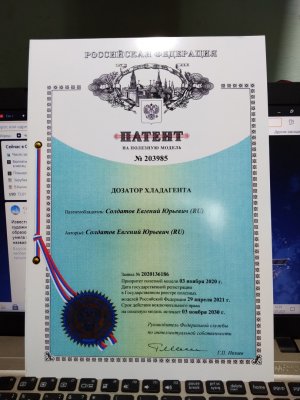 РОССИЙСКАЯ ФЕДЕРАЦИЯ
ПАТЕНТ
НА ПОЛЕЗНУЮ МОДЕЛЬ
№ 203985
ДОЗАТОР ХЛАДАГЕНТА
Патентообладатель: Солдатов Евгений Юрьевич (RU)
Авторы: Солдатов Евгений Юрьевич (RU)
Заявка № 2020136186
Приоритет полезной модели 03 ноября 2020 г.
Дата государственной регистрации
в Государственном реестре полезных
моделей Российской Федерации 29 апреля 2021 г.
Срок действия исключительного права
на полезную модель истекает 03 ноября 2030 г.
Руководитель Федеральной службы
по интеллектуальной собственности
Г.П. Ивлиев